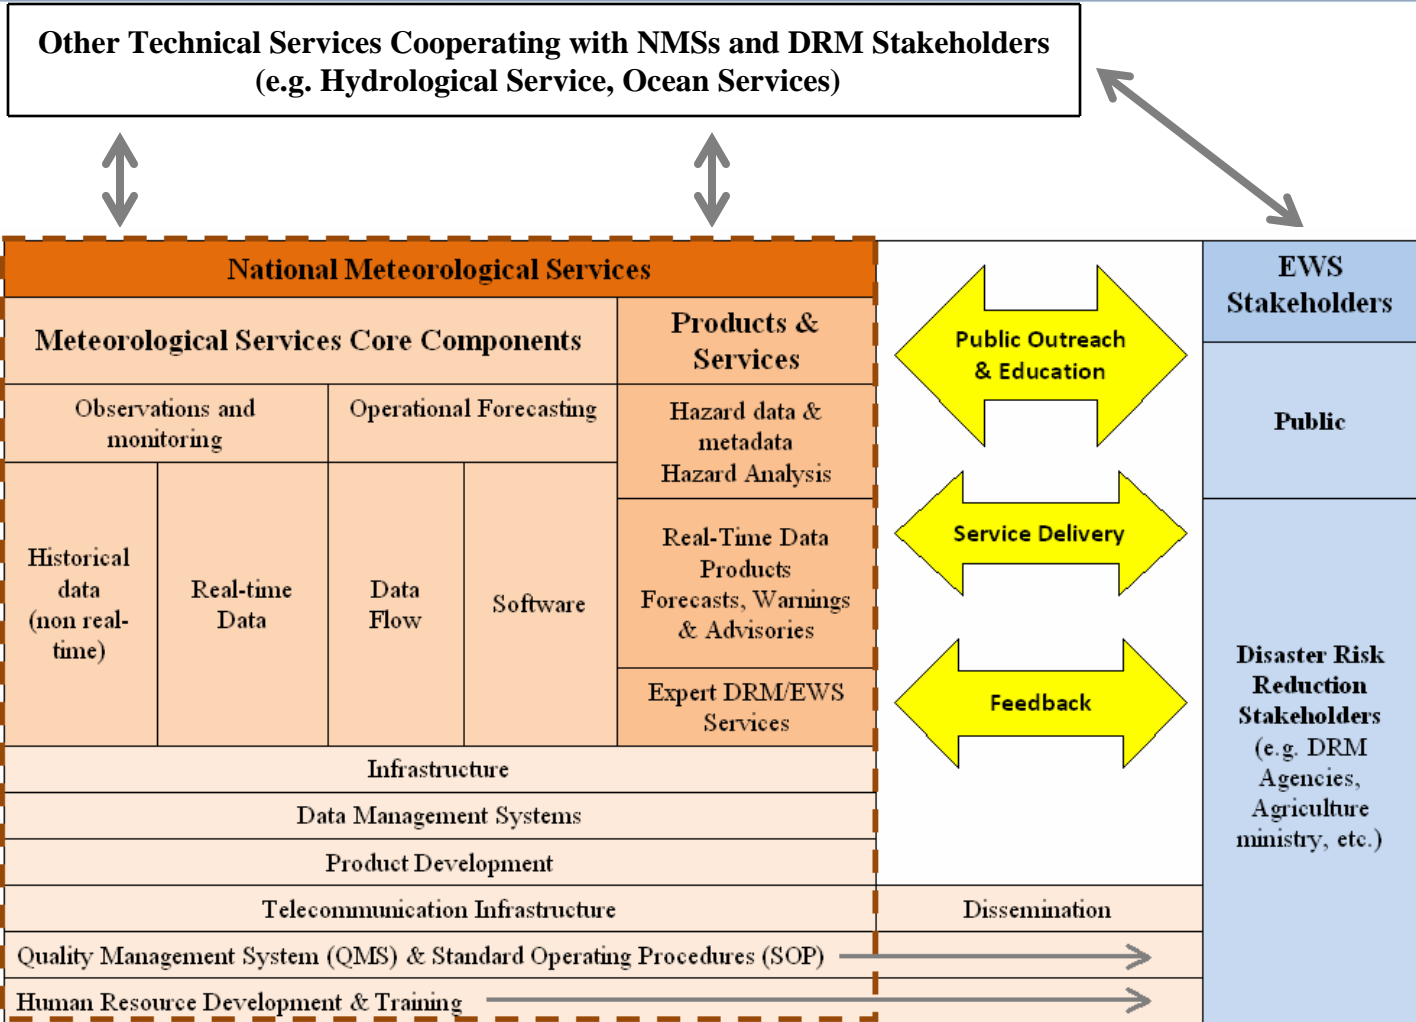 Other Technical Services Cooperating with NMSs and DRM Stakeholders
(e.g. Hydrological Service, Ocean Services)
National Meteorological Services
Meteorological Services Core Components
Products &
Services
Observations and
monitoring
Operational Forecasting
Historical
data
(non real-
time)
Real-time
Data
Data
Flow
Software
Hazard data &
metadata
Hazard Analysis
Real-Time Data
Products
Forecasts, Warnings
& Advisories
Expert DRM/EWS
Services
Infrastructure
Data Management Systems
Product Development
Telecommunication Infrastructure
Dissemination
Quality Management System (QMS) & Standard Operating Procedures (SOP)
Human Resource Development & Training
Public Outreach
& Education
Service Delivery
Feedback
EWS
Stakeholders
Public
Disaster Risk
Reduction
Stakeholders
(e.g. DRM
Agencies,
Agriculture
ministry, etc.)